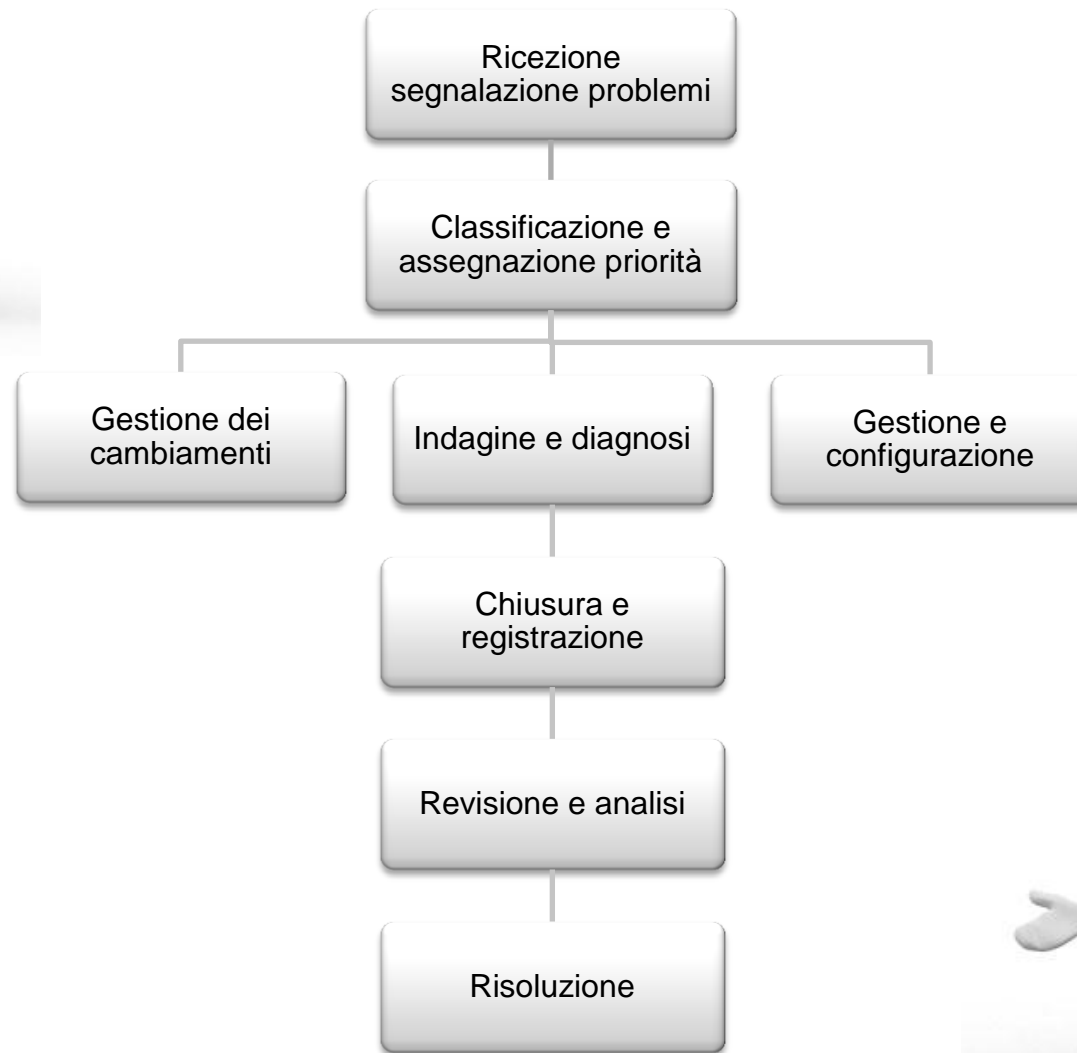 Ricezione
segnalazione problemi
Classificazione e
assegnazione priorità
Gestione dei
cambiamenti
Indagine e diagnosi
Gestione e
configurazione
Chiusura e
registrazione
Revisione e analisi
Risoluzione